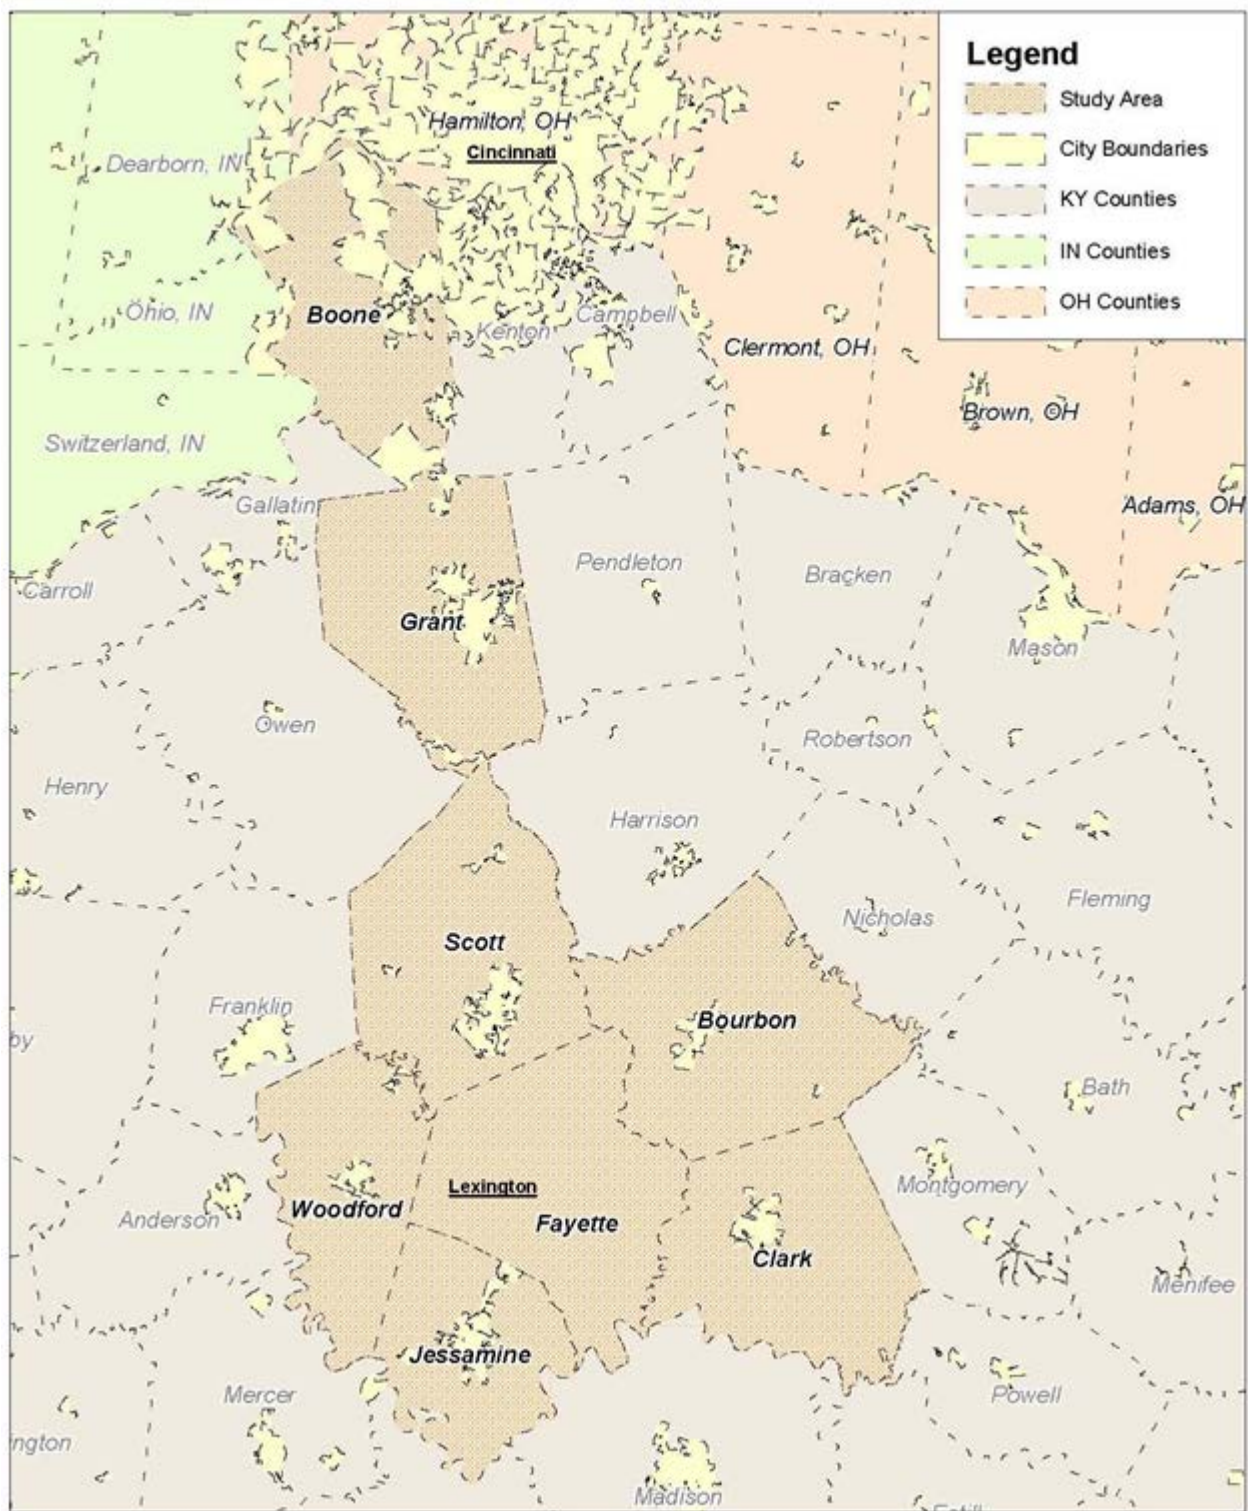 Legend
Study Area
City Boundaries
KY Counties
IN Counties
OH Counties
Hamilton, OH
Cincinnati
Dearborn, IN
Ohio, IN
Boone
Kenton
Campbell
Clermont, OH
Brown, OH
Switzerland, IN
Gallatin
Adams, OH
Pendleton
Bracken
Carroll
Grant
Mason
Owen
Robertson
Henry
Harrison
Fleming
Nicholas
Scott
Franklin
Bourbon
by
Bath
Lexington
Montgomery
Woodford
Anderson
Fayette
Clark
Menifee
Jessamine
Mercer
Powell
ington
Madison